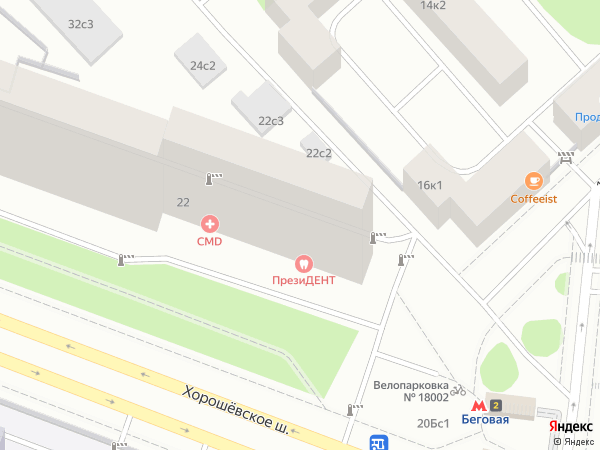 14к2
32с3
24с2
Прод
22с3
22с2
16к1
22
Coffeeist
CMD
ПрезиДЕНТ
Велопарковка
№ 18002
Хорошёвское ш.
2
20Бс1
Беговая
Яндекс
© Яндекс